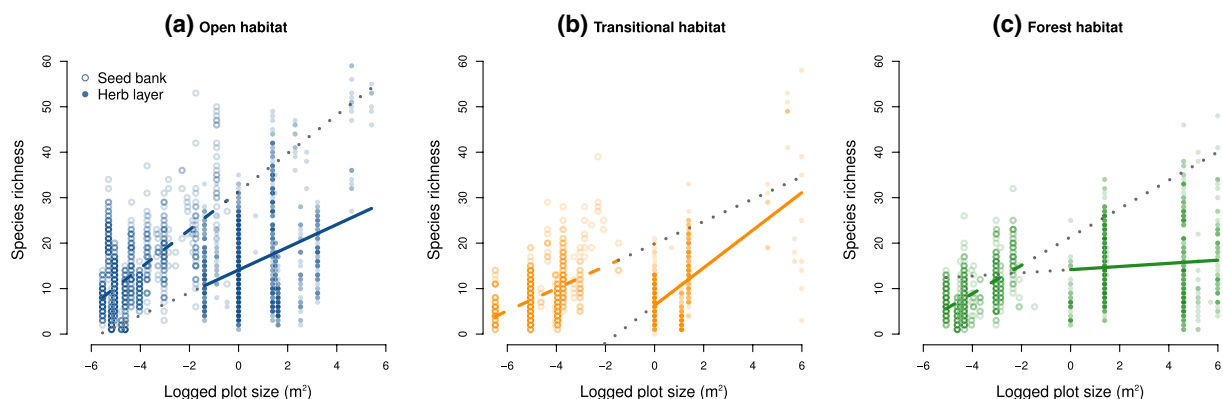 (a) Open habitat
Species richness
60
50
40
30
20
10
0
Seed bank
Herb layer
−6 −4 −2 0 2 4 6
Logged plot size (m²)
(b) Transitional habitat
Species richness
60
50
40
30
20
10
0
−6 −4 −2 0 2 4 6
Logged plot size (m²)
(c) Forest habitat
Species richness
60
50
40
30
20
10
0
−6 −4 −2 0 2 4 6
Logged plot size (m²)